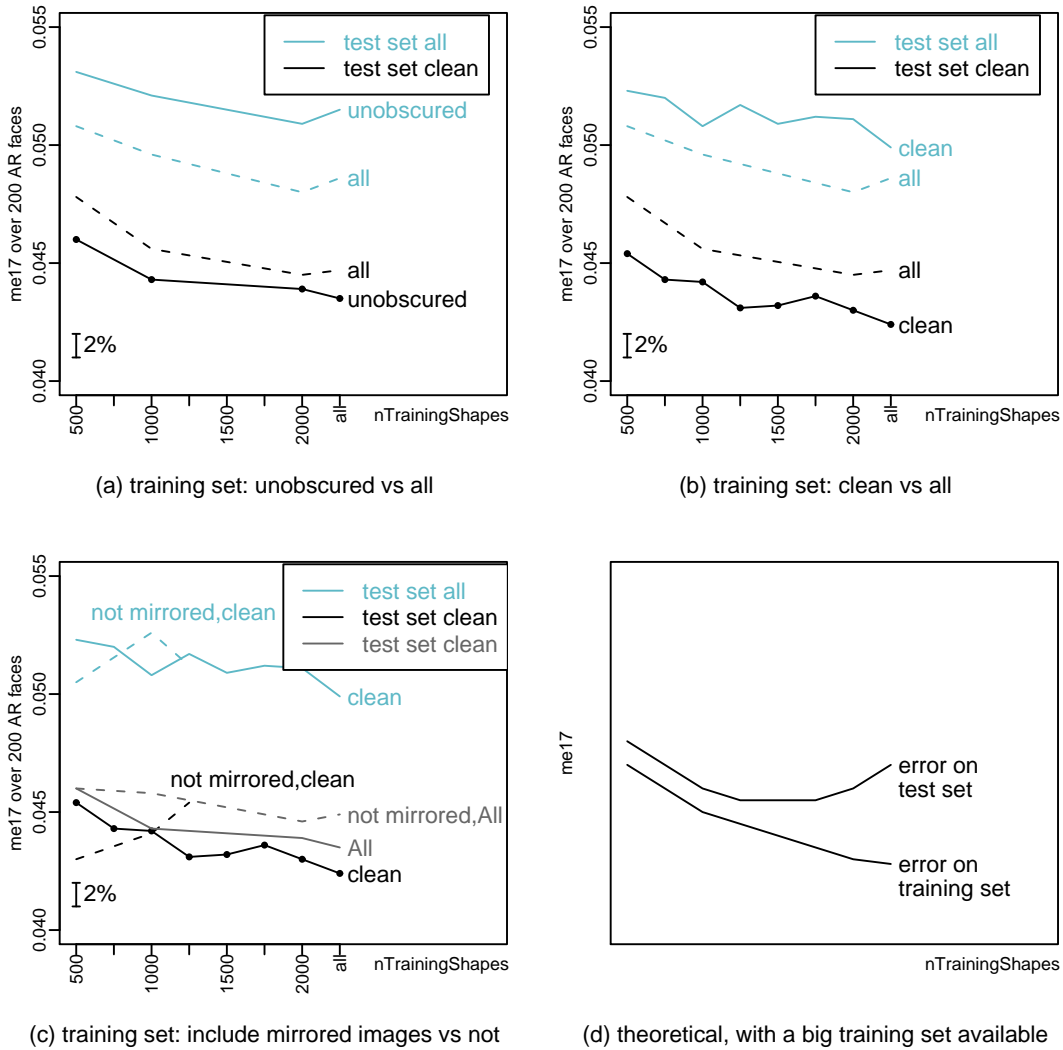 0.055
0.050
0.045
0.040
me17 over 200 AR faces
test set all
test set clean
unobscured
all
all
unobscured
2%
500
1000
1500
2000
all
nTrainingShapes
(a) training set: unobscured vs all
0.055
0.050
0.045
0.040
me17 over 200 AR faces
test set all
test set clean
clean
all
all
clean
2%
500
1000
1500
2000
all
nTrainingShapes
(b) training set: clean vs all
0.055
0.050
0.045
0.040
me17 over 200 AR faces
test set all
test set clean
test set clean
not mirrored,clean
clean
not mirrored,clean
not mirrored,All
All
clean
2%
500
1000
1500
2000
all
nTrainingShapes
(c) training set: include mirrored images vs not
me17
error on
test set
error on
training set
nTrainingShapes
(d) theoretical, with a big training set available